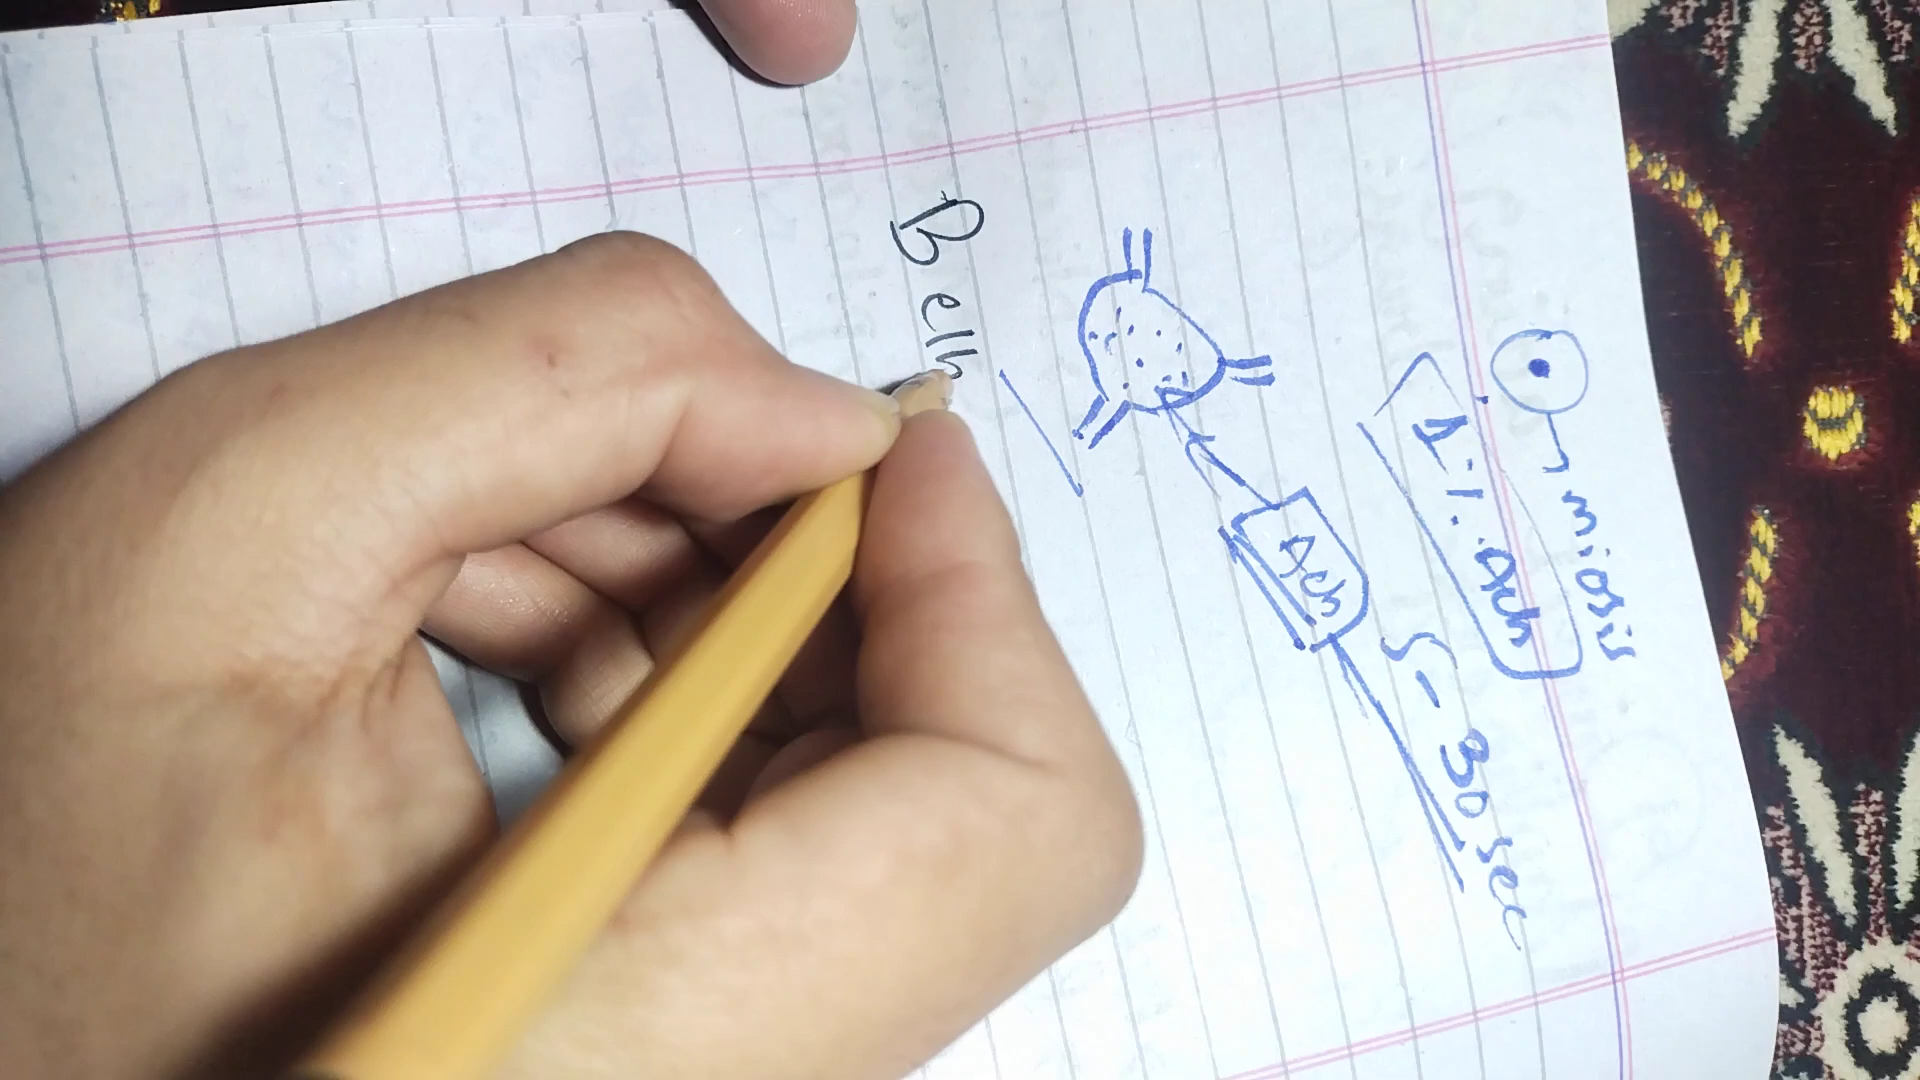 miosis
1%. Ach
5-30 sec
Ach
Bell